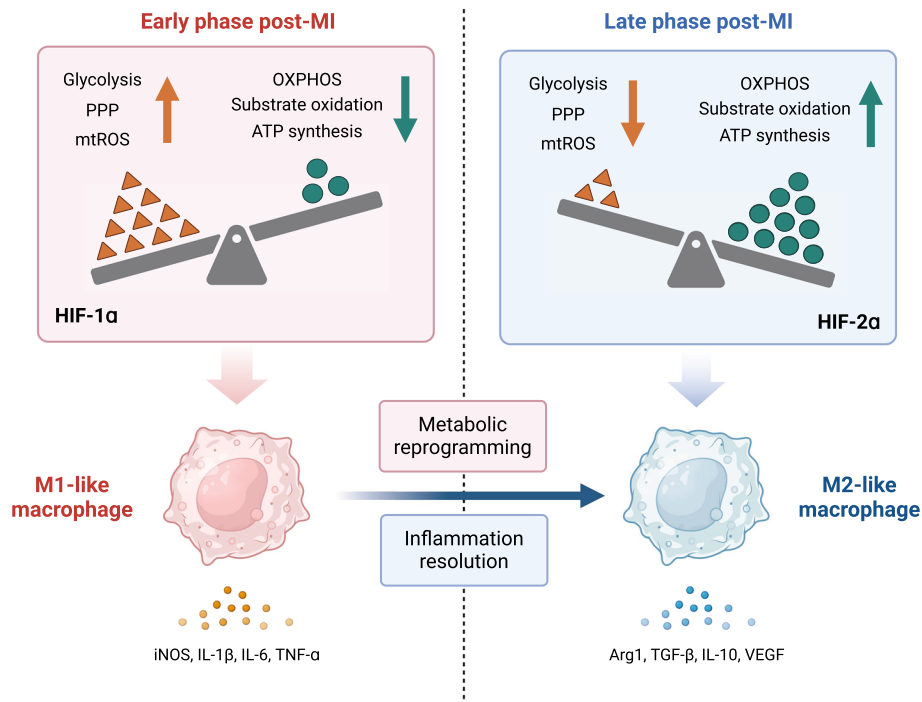 Early phase post-MI
Glycolysis
PPP
mtROS
OXPHOS
Substrate oxidation
ATP synthesis
HIF-1α
Late phase post-MI
Glycolysis
PPP
mtROS
OXPHOS
Substrate oxidation
ATP synthesis
HIF-2α
M1-like
macrophage
Metabolic
reprogramming
Inflammation
resolution
M2-like
macrophage
iNOS, IL-1β, IL-6, TNF-α
Arg1, TGF-β, IL-10, VEGF